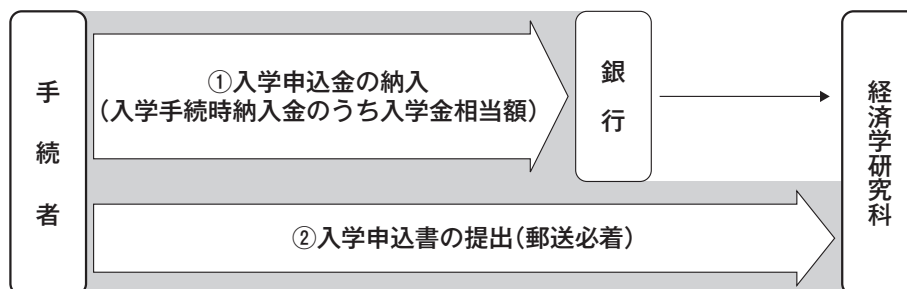 手続者
①入学申込金の納入
(入学手続時納入金のうち入学金相当額)
銀行
経済学研究科
②入学申込書の提出(郵送必着)